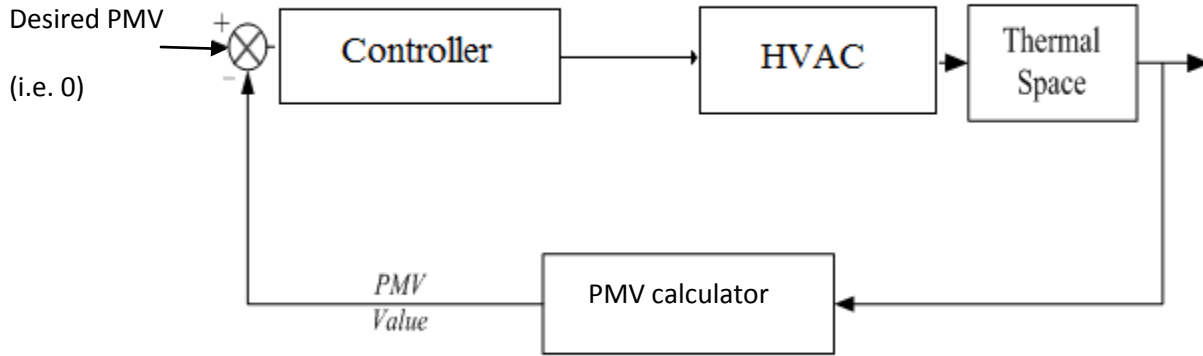 Desired PMV
(i.e. 0)
+
−
Controller
HVAC
Thermal
Space
PMV calculator
PMV
Value